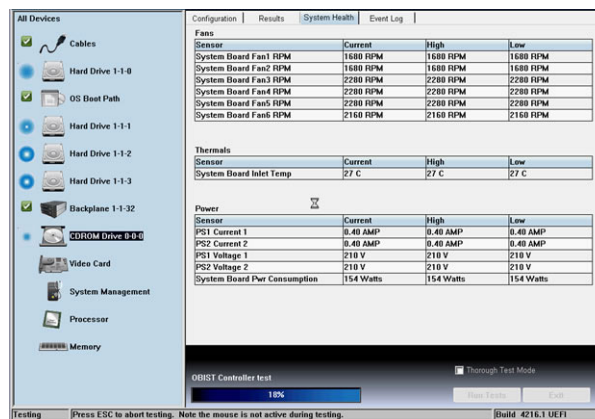 All Devices
Cables
Hard Drive 1-1-0
OS Boot Path
Hard Drive 1-1-1
Hard Drive 1-1-2
Hard Drive 1-1-3
Backplane 1-1-32
CDROM Drive 0-0-0
Video Card
System Management
Processor
Memory
Configuration Results System Health Event Log
Fans
Sensor Current High Low
System Board Fan1 RPM 1680 RPM 1680 RPM 1680 RPM
System Board Fan2 RPM 1680 RPM 1680 RPM 1680 RPM
System Board Fan3 RPM 2280 RPM 2280 RPM 2280 RPM
System Board Fan4 RPM 2280 RPM 2280 RPM 2280 RPM
System Board Fan5 RPM 2280 RPM 2280 RPM 2280 RPM
System Board Fan6 RPM 2160 RPM 2160 RPM 2160 RPM
Thermals
Sensor Current High Low
System Board Inlet Temp 27 C 27 C 27 C
Power
Sensor Current High Low
PS1 Current 1 0.40 AMP 0.40 AMP 0.40 AMP
PS2 Current 2 0.40 AMP 0.40 AMP 0.40 AMP
PS1 Voltage 1 210 V 210 V 210 V
PS2 Voltage 2 210 V 210 V 210 V
System Board Pwr Consumption 154 Watts 154 Watts 154 Watts
Thorough Test Mode
OBIST Controller test
18% Run Tests Exit
Testing Press ESC to abort testing. Note the mouse is not active during testing. Build 4216.1 UEFI